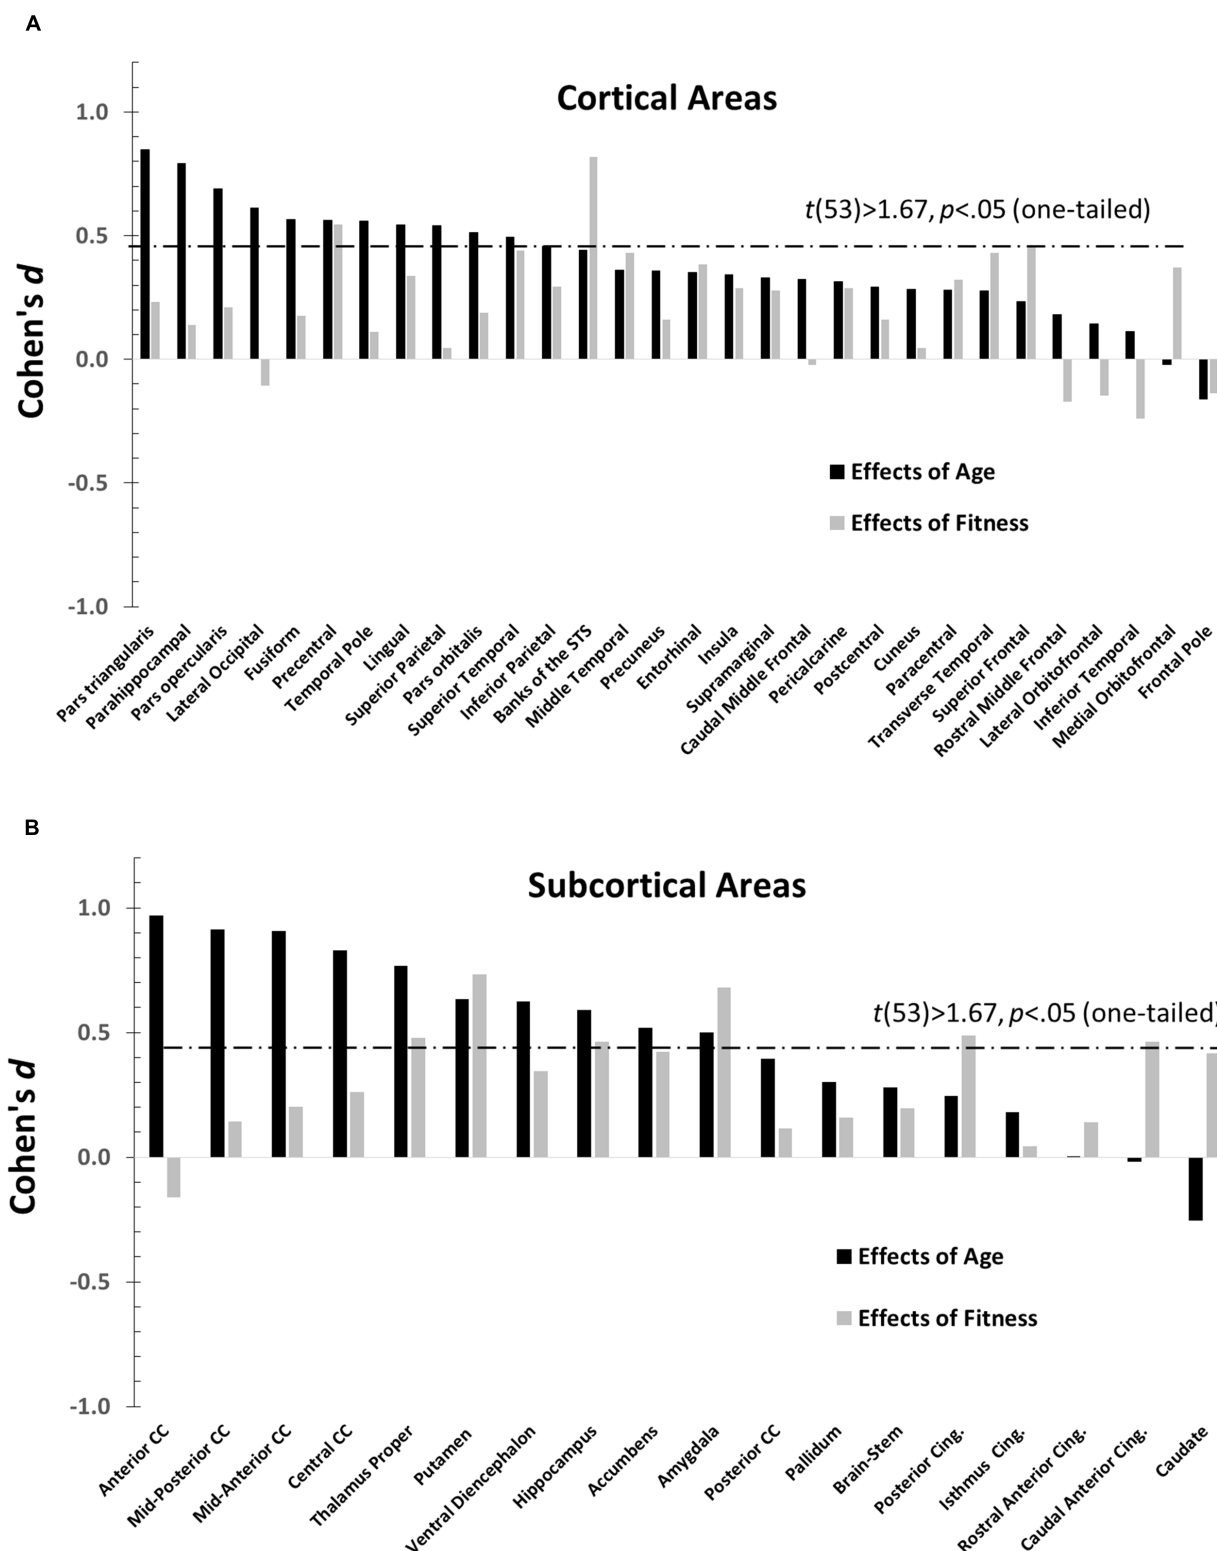 A
Cortical Areas
1.0
0.5
0.0
-0.5
-1.0
Cohen's d
t(53)>1.67, p<.05 (one-tailed)
Effects of Age
Effects of Fitness
Pars triangularis
Parahippocampal
Pars opercularis
Lateral Occipital
Fusiform
Precentral
Temporal Pole
Lingual
Superior Parietal
Pars orbitalis
Superior Temporal
Inferior Parietal
Banks of the STS
Middle Temporal
Precuneus
Entorhinal
Insula
Supramarginal
Caudal Middle Frontal
Pericalcarine
Postcentral
Cuneus
Paracentral
Transverse Temporal
Superior Frontal
Rostral Middle Frontal
Lateral Orbitofrontal
Inferior Temporal
Medial Orbitofrontal
Frontal Pole
B
Subcortical Areas
1.0
0.5
0.0
-0.5
-1.0
Cohen's d
t(53)>1.67, p<.05 (one-tailed)
Effects of Age
Effects of Fitness
Anterior CC
Mid-Posterior CC
Mid-Anterior CC
Central CC
Thalamus Proper
Putamen
Ventral Diencephalon
Hippocampus
Accumbens
Amygdala
Posterior CC
Pallidum
Brain-Stem
Posterior Cing.
Isthmus Cing.
Rostral Anterior Cing.
Caudal Anterior Cing.
Caudate